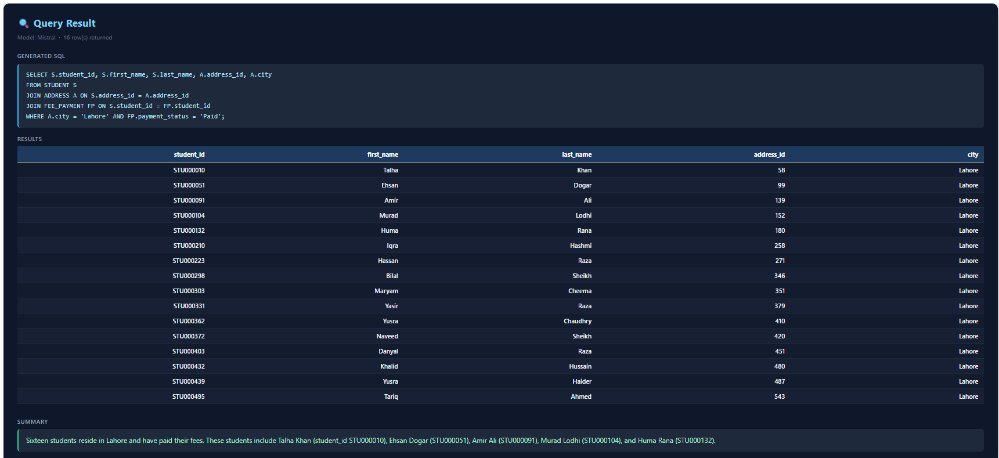 Query Result
Model: Mistral · 16 row(s) returned
GENERATED SQL
SELECT S.student_id, S.first_name, S.last_name, A.address_id, A.city
FROM STUDENT S
JOIN ADDRESS A ON S.address_id = A.address_id
JOIN FEE_PAYMENT FP ON S.student_id = FP.student_id
WHERE A.city = 'Lahore' AND FP.payment_status = 'Paid';
RESULTS
student_id first_name last_name address_id city
STU000010 Talha Khan 58 Lahore
STU000051 Ehsan Dogar 99 Lahore
STU000091 Amir Ali 139 Lahore
STU000104 Murad Lodhi 152 Lahore
STU000132 Huma Rana 180 Lahore
STU000210 Iqra Hashmi 258 Lahore
STU000223 Hassan Raza 271 Lahore
STU000298 Bilal Sheikh 346 Lahore
STU000303 Maryam Cheema 351 Lahore
STU000331 Yasir Raza 379 Lahore
STU000362 Yusra Chaudhry 410 Lahore
STU000372 Naveed Sheikh 420 Lahore
STU000403 Danyal Raza 451 Lahore
STU000432 Khalid Hussain 480 Lahore
STU000439 Yusra Haider 487 Lahore
STU000495 Tariq Ahmed 543 Lahore
SUMMARY
Sixteen students reside in Lahore and have paid their fees. These students include Talha Khan (student_id STU000010), Ehsan Dogar (STU000051), Amir Ali (STU000091), Murad Lodhi (STU000104), and Huma Rana (STU000132).